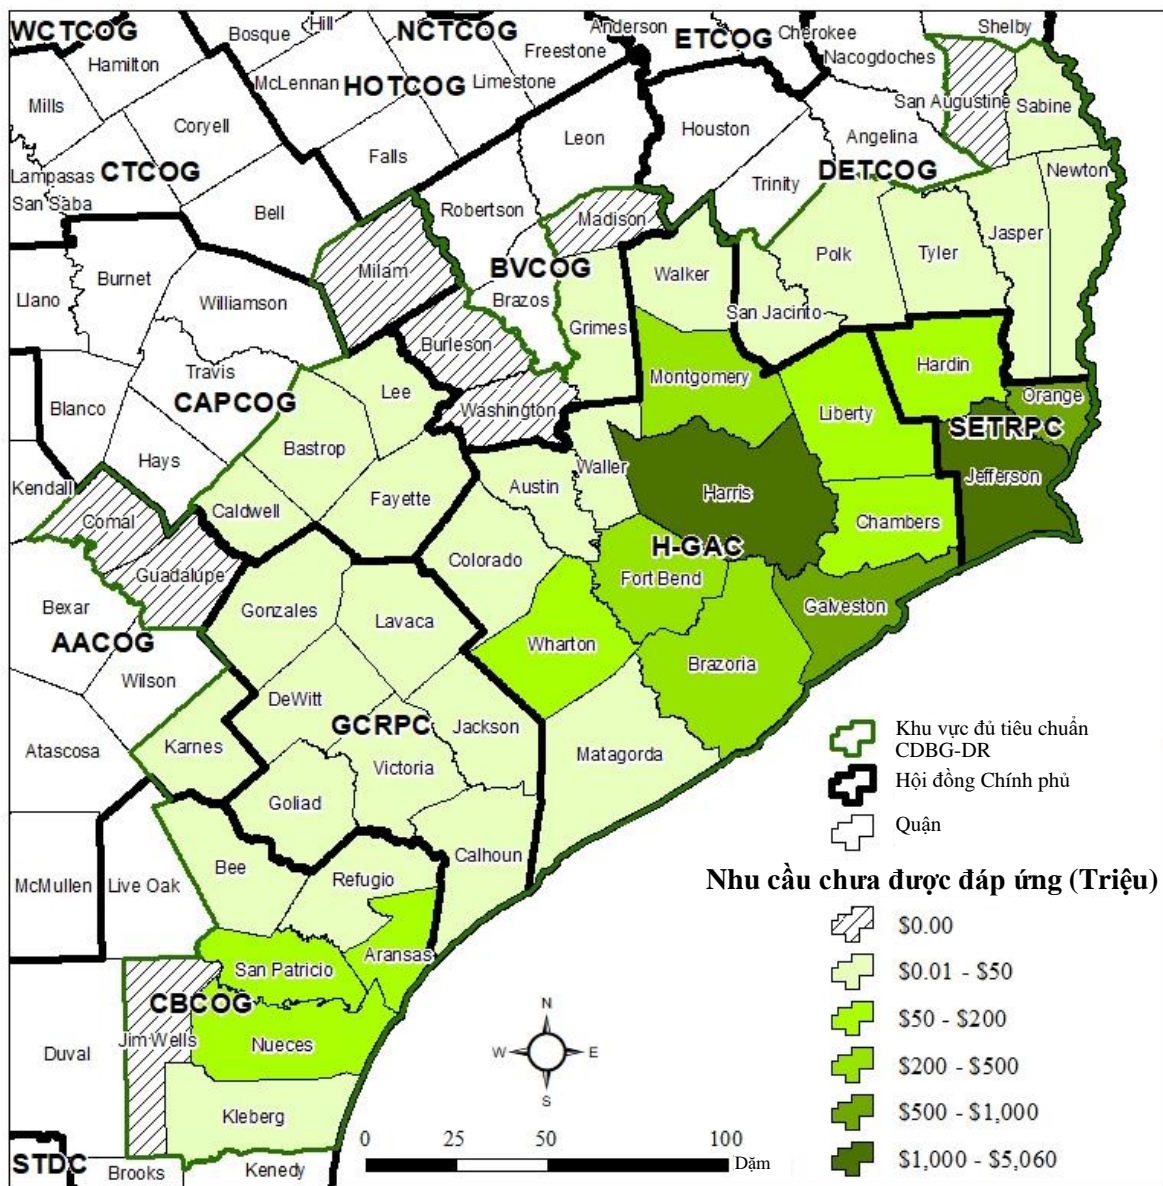 WCTCOG
Bosque
Hill
NCTCOG
Anderson
ETCOG
Cherokee
Shelby
Hamilton
McLennan
HOTCOG
Limestone
Freestone
Nacogdoches
Mills
Coryell
Leon
Houston
San Augustine
Sabine
Angelina
Lampasas
CTCOG
Falls
DETCOG
Newton
San Saba
Bell
Robertson
Madison
Trinity
Jasper
Burnet
Milam
BVCOG
Walker
Polk
Tyler
Llano
Williamson
Brazos
Grimes
San Jacinto
Burleson
Travis
Montgomery
Hardin
Blanco
CAPCOG
Lee
Washington
Liberty
Orange
SETRPC
Hays
Bastrop
Waller
Jefferson
Kendall
Fayette
Austin
Harris
Comal
Caldwell
Chambers
H-GAC
Guadalupe
Colorado
Fort Bend
Bexar
Gonzales
Lavaca
Galveston
AACOG
Wharton
Brazoria
Wilson
DeWitt
GCRPC
Jackson
Atascosa
Karnes
Victoria
Matagorda
Goliad
Calhoun
Bee
Refugio
McMullen
Live Oak
Aransas
San Patricio
CBCOG
Duval
Jim Wells
Nueces
Kleberg
STDC
Brooks
Kenedy
Khu vực đủ tiêu chuẩn
CDBG-DR
Hội đồng Chính phủ
Quận
Nhu cầu chưa được đáp ứng (Triệu)
$0.00
$0.01 - $50
$50 - $200
$200 - $500
$500 - $1,000
$1,000 - $5,060
N
W
E
S
0
25
50
100
Dặm